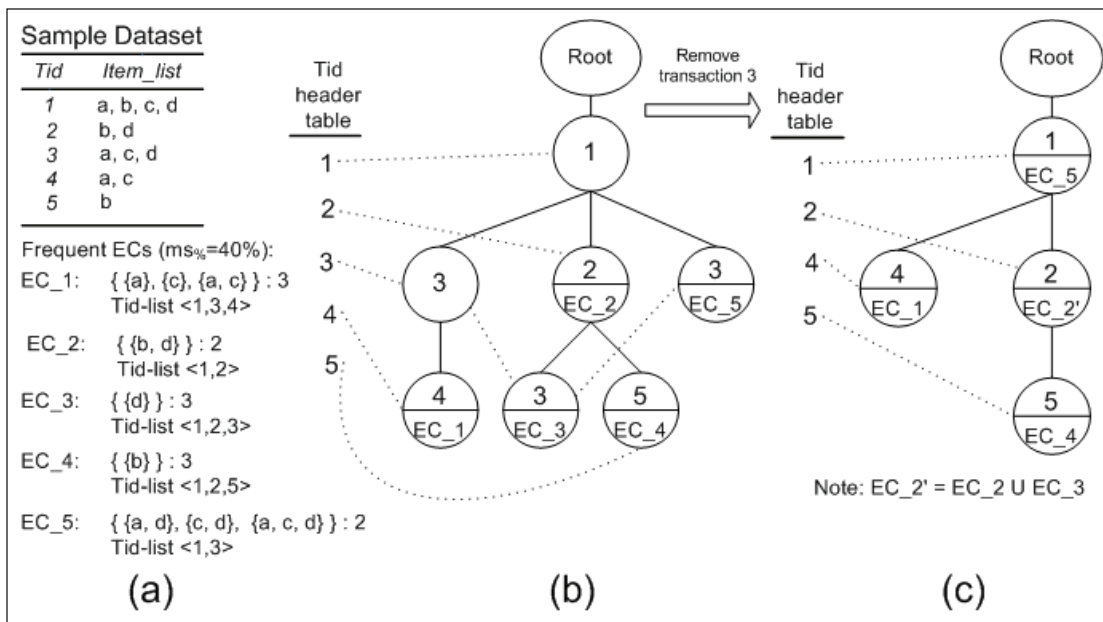 Sample Dataset
Tid Item_list
1 a, b, c, d
2 b, d
3 a, c, d
4 a, c
5 b
Frequent ECs (ms%=40%):
EC_1: { {a}, {c}, {a, c} } : 3
Tid-list <1,3,4>
EC_2: { {b, d} } : 2
Tid-list <1,2>
EC_3: { {d} } : 3
Tid-list <1,2,3>
EC_4: { {b} } : 3
Tid-list <1,2,5>
EC_5: { {a, d}, {c, d}, {a, c, d} } : 2
Tid-list <1,3>
(a)
Tid
header
table
1
2
3
4
5
Root
1
3
2
EC_2
3
EC_5
4
EC_1
3
EC_3
5
EC_4
(b)
Remove
transaction 3
Tid
header
table
1
2
4
5
Root
1
EC_5
4
EC_1
2
EC_2'
5
EC_4
Note: EC_2' = EC_2 U EC_3
(c)